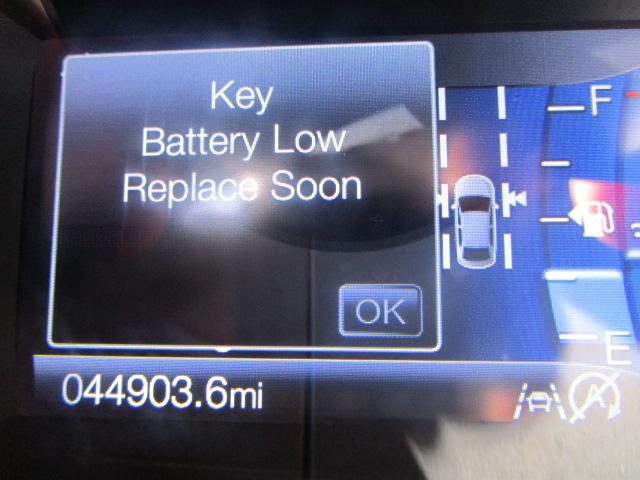 Key
Battery Low
Replace Soon
OK
F
E
044903.6mi
A